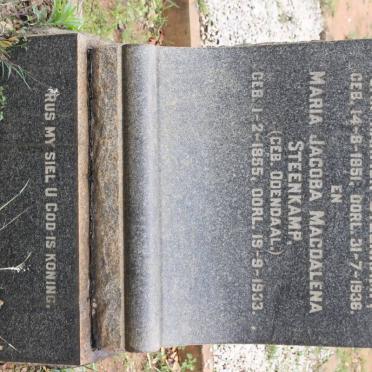 GEB. 14-8-1851, OORL. 31-7-1936
EN
MARIA JACOBA MAGDALENA
STEENKAMP,
(GEB. ODENDAAL.)
GEB. 1-2-1855, OORL. 19-9-1933
RUS MY SIEL U GOD IS KONING.